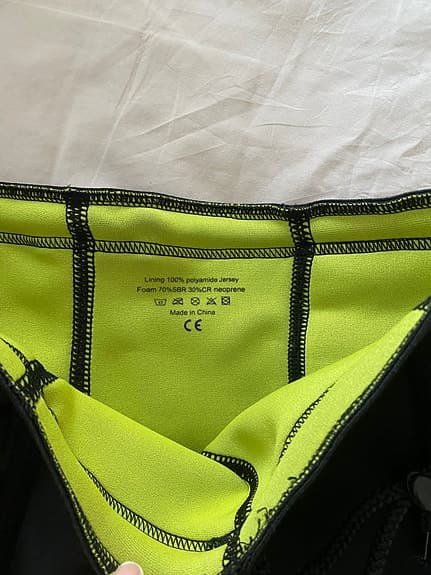 Lining 100% polyamide Jersey
Foam 70%SBR 30%CR neoprene
Made in China
CE